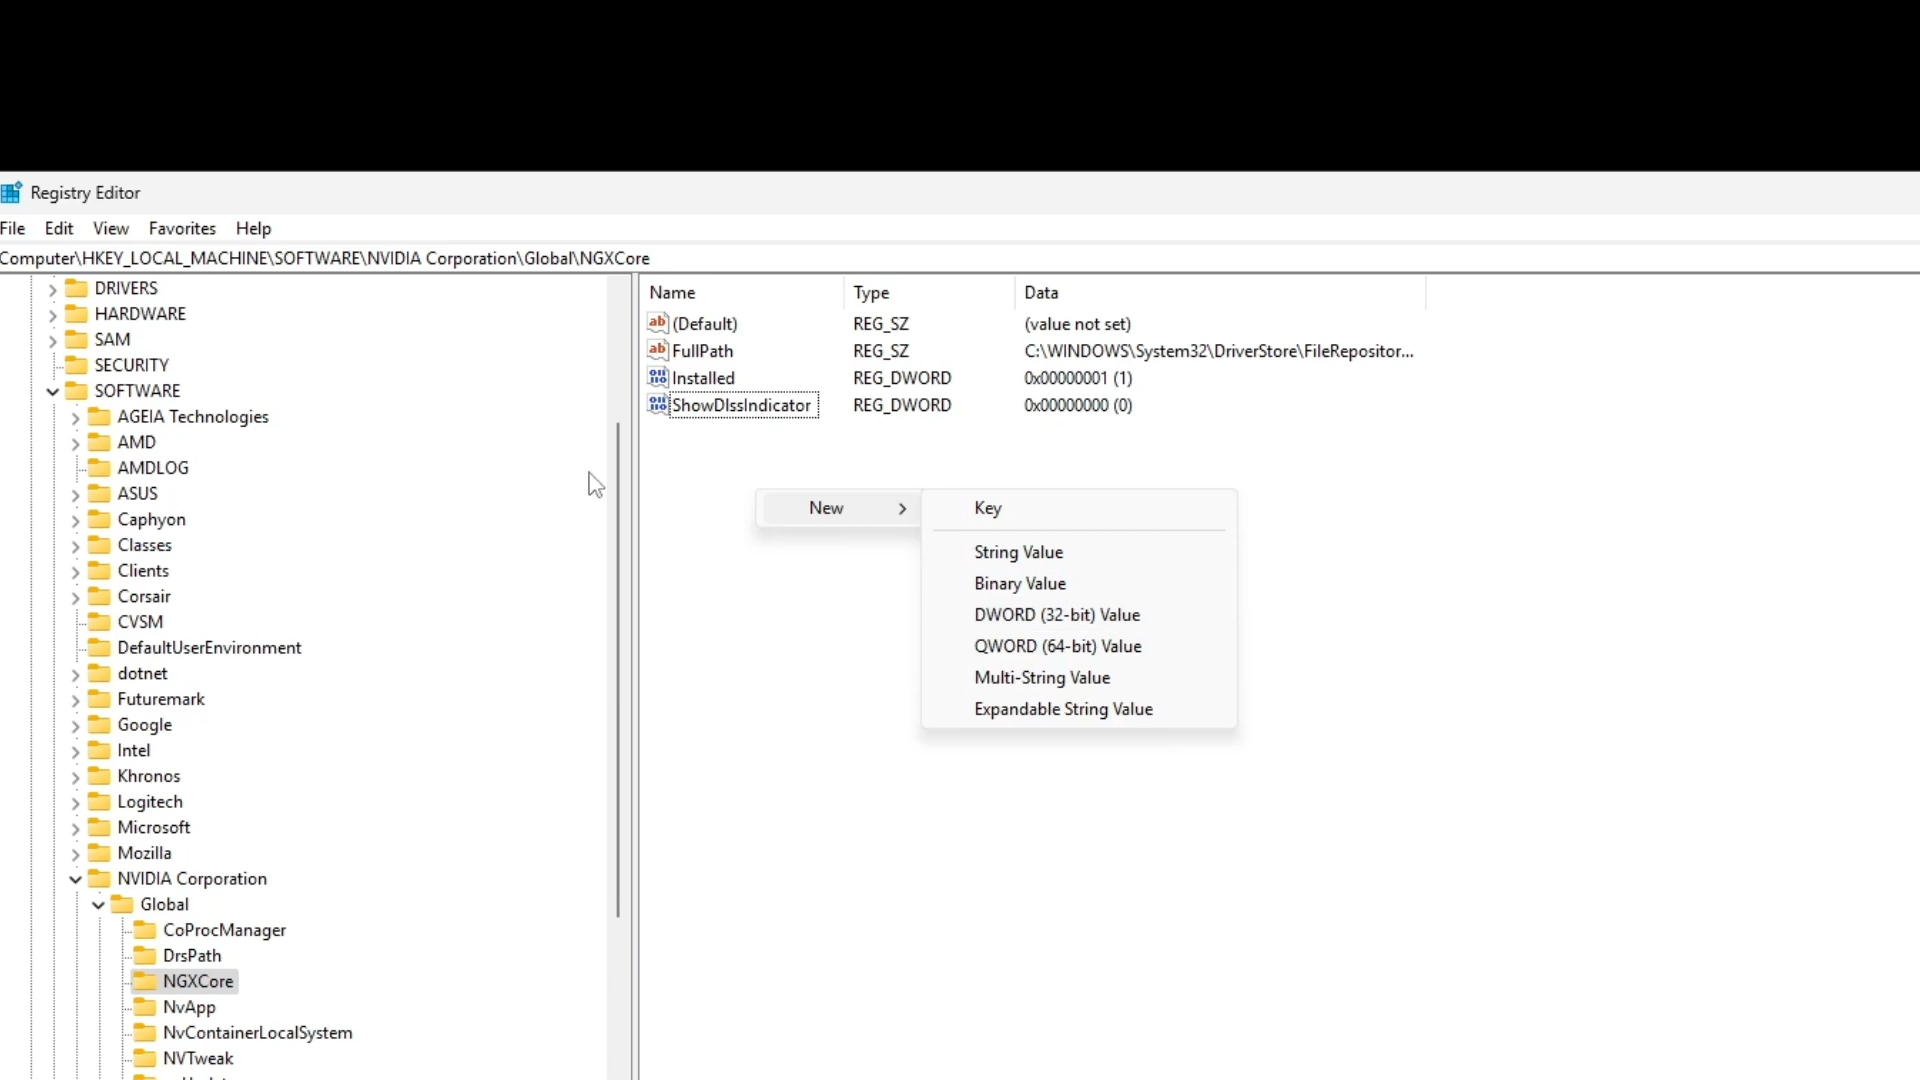 Registry Editor
File Edit View Favorites Help
Computer\HKEY_LOCAL_MACHINE\SOFTWARE\NVIDIA Corporation\Global\NGXCore
DRIVERS
HARDWARE
SAM
SECURITY
SOFTWARE
AGEIA Technologies
AMD
AMDLOG
ASUS
Caphyon
Classes
Clients
Corsair
CVSM
DefaultUserEnvironment
dotnet
Futuremark
Google
Intel
Khronos
Logitech
Microsoft
Mozilla
NVIDIA Corporation
Global
CoProcManager
DrsPath
NGXCore
NvApp
NvContainerLocalSystem
NVTweak
Name Type Data
(Default) REG_SZ (value not set)
FullPath REG_SZ C:\WINDOWS\System32\DriverStore\FileRepositor...
Installed REG_DWORD 0x00000001 (1)
ShowDlssIndicator REG_DWORD 0x00000000 (0)
New
Key
String Value
Binary Value
DWORD (32-bit) Value
QWORD (64-bit) Value
Multi-String Value
Expandable String Value